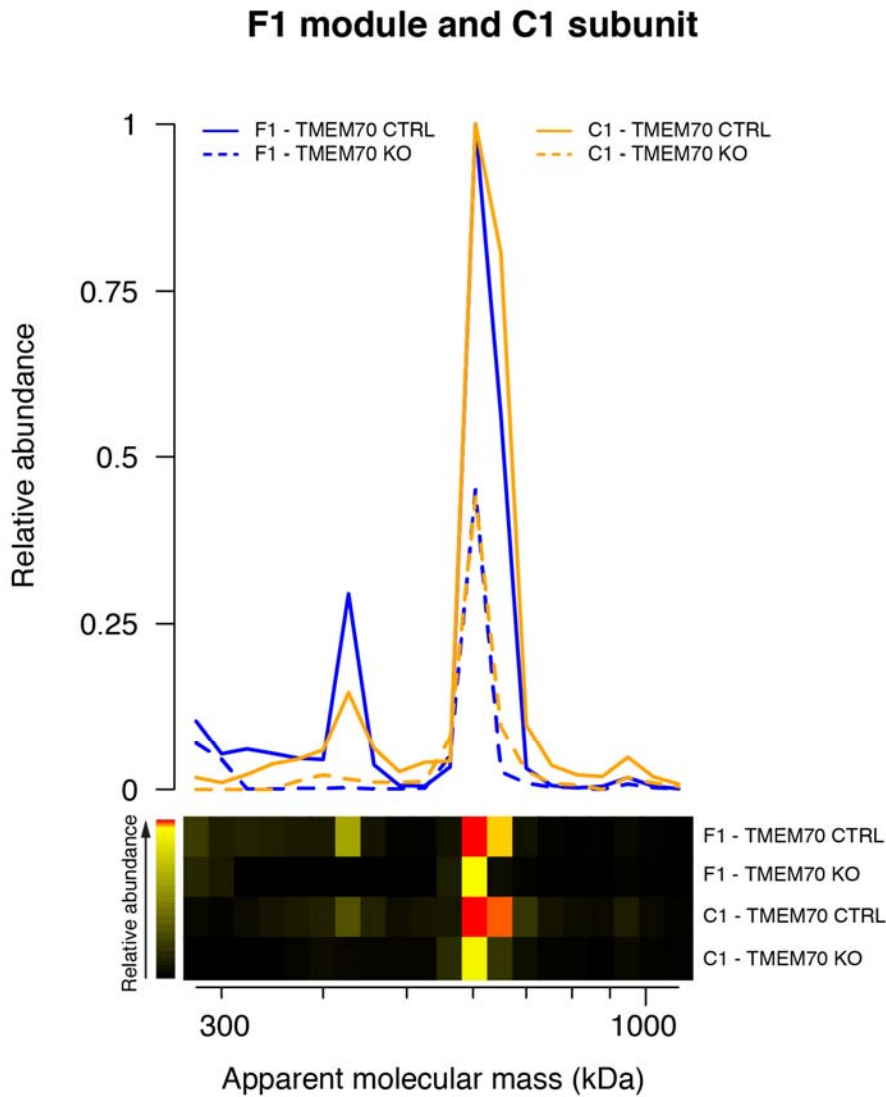 F1 module and C1 subunit
F1 - TMEM70 CTRL
F1 - TMEM70 KO
C1 - TMEM70 CTRL
C1 - TMEM70 KO
1
0.75
0.5
0.25
0
Relative abundance
Relative abundance
F1 - TMEM70 CTRL
F1 - TMEM70 KO
C1 - TMEM70 CTRL
C1 - TMEM70 KO
300
1000
Apparent molecular mass (kDa)